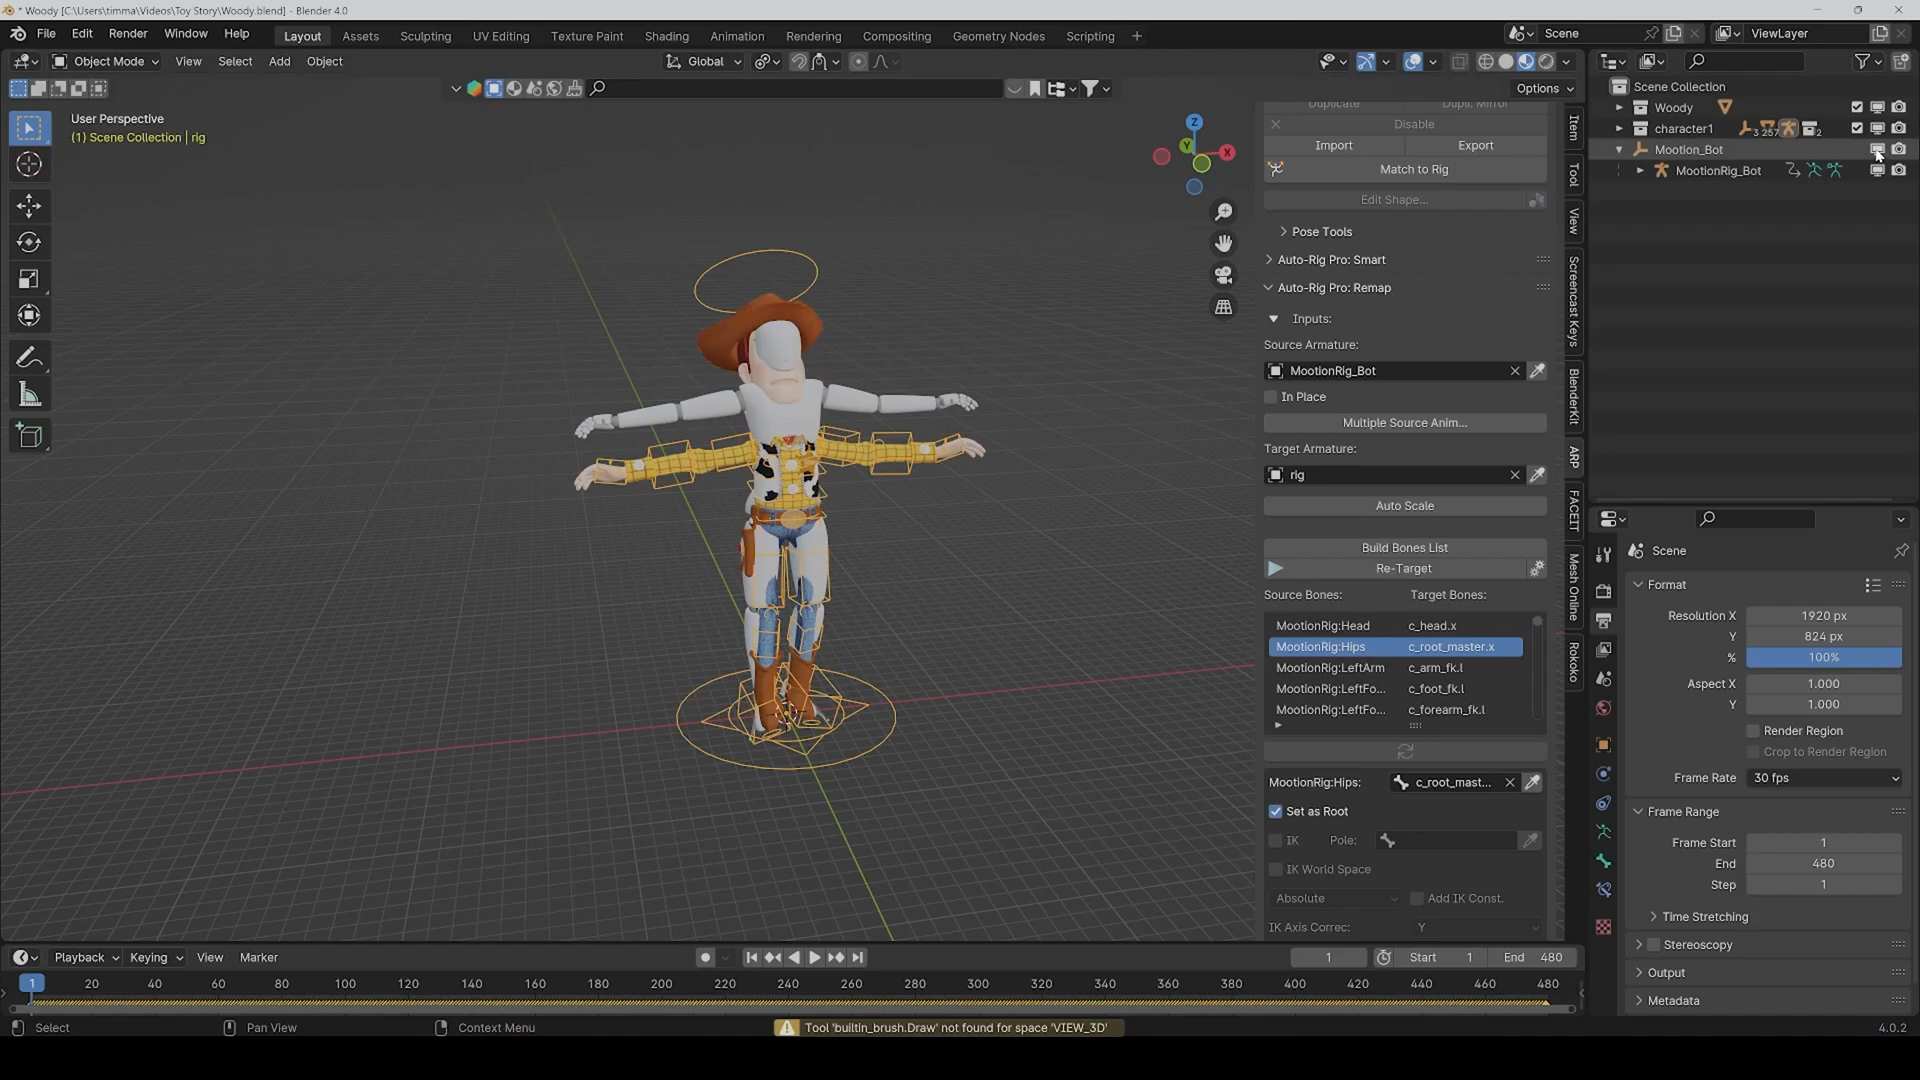 * Woody [C:\Users\timma\Videos\Toy Story\Woody.blend] - Blender 4.0
File Edit Render Window Help Layout Assets Sculpting UV Editing Texture Paint Shading Animation Rendering Compositing Geometry Nodes Scripting + Scene ViewLayer
Object Mode View Select Add Object Global
Options
User Perspective
(1) Scene Collection | rig
Z
Y
X
Duplicate Dupli. Mirror
Disable
Import Export
Match to Rig
Edit Shape...
Pose Tools
Auto-Rig Pro: Smart
Auto-Rig Pro: Remap
Inputs:
Source Armature:
MootionRig_Bot
In Place
Multiple Source Anim...
Target Armature:
rig
Auto Scale
Build Bones List
Re-Target
Source Bones: Target Bones:
MootionRig:Head c_head.x
MootionRig:Hips c_root_master.x
MootionRig:LeftArm c_arm_fk.l
MootionRig:LeftFo... c_foot_fk.l
MootionRig:LeftFo... c_forearm_fk.l
MootionRig:Hips: c_root_mast...
Set as Root
IK Pole:
IK World Space
Absolute Add IK Const.
IK Axis Correc: Y
Item
Tool
View
Screencast Keys
BlenderKit
ARP
FACEIT
Mesh Online
Rokoko
Scene Collection
Woody
character1 3 257 2
Mootion_Bot
MootionRig_Bot
Scene
Format
Resolution X 1920 px
Y 824 px
% 100%
Aspect X 1.000
Y 1.000
Render Region
Crop to Render Region
Frame Rate 30 fps
Frame Range
Frame Start 1
End 480
Step 1
Time Stretching
Stereoscopy
Output
Metadata
Playback Keying View Marker 1 Start 1 End 480
1 20 40 60 80 100 120 140 160 180 200 220 240 260 280 300 320 340 360 380 400 420 440 460 480
Select Pan View Context Menu Tool 'builtin_brush.Draw' not found for space 'VIEW_3D' 4.0.2